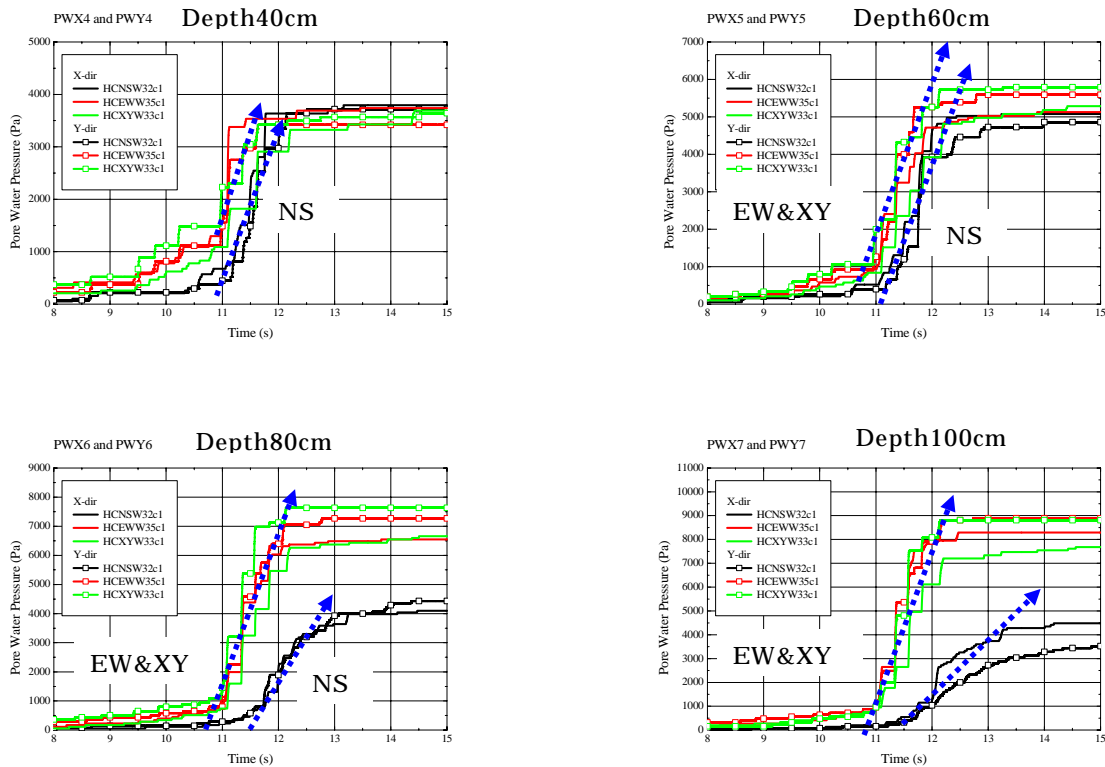 PWX4 and PWY4 Depth40cm
5000
4000
3000
2000
1000
0
Pore Water Pressure (Pa)
X-dir
HCNSW32c1
HCEWW35c1
HCXYW33c1
Y-dir
HCNSW32c1
HCEWW35c1
HCXYW33c1
NS
8 9 10 11 12 13 14 15
Time (s)
PWX5 and PWY5 Depth60cm
7000
6000
5000
4000
3000
2000
1000
0
Pore Water Pressure (Pa)
X-dir
HCNSW32c1
HCEWW35c1
HCXYW33c1
Y-dir
HCNSW32c1
HCEWW35c1
HCXYW33c1
EW&XY
NS
8 9 10 11 12 13 14 15
Time (s)
PWX6 and PWY6 Depth80cm
9000
8000
7000
6000
5000
4000
3000
2000
1000
0
Pore Water Pressure (Pa)
X-dir
HCNSW32c1
HCEWW35c1
HCXYW33c1
Y-dir
HCNSW32c1
HCEWW35c1
HCXYW33c1
EW&XY
NS
8 9 10 11 12 13 14 15
Time (s)
PWX7 and PWY7 Depth100cm
11000
10000
9000
8000
7000
6000
5000
4000
3000
2000
1000
0
Pore Water Pressure (Pa)
X-dir
HCNSW32c1
HCEWW35c1
HCXYW33c1
Y-dir
HCNSW32c1
HCEWW35c1
HCXYW33c1
EW&XY
NS
8 9 10 11 12 13 14 15
Time (s)